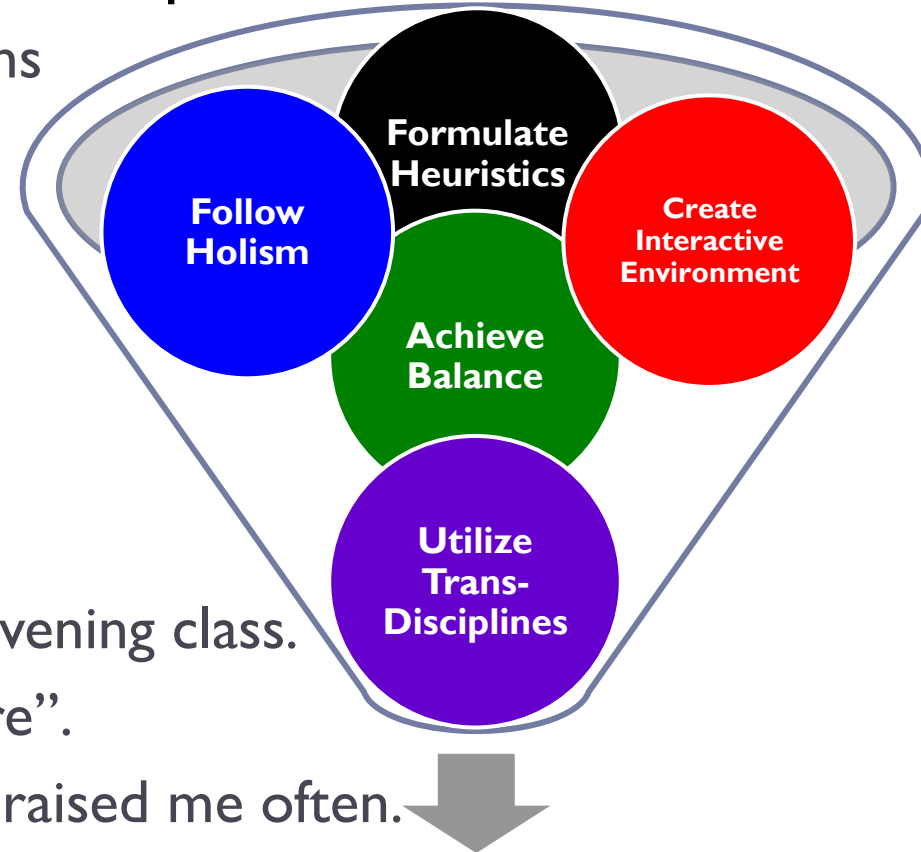 ns
Formulate
Heuristics
Follow
Holism
Create
Interactive
Environment
Achieve
Balance
Utilize
Trans-
Disciplines
vening class.
re”.
raised me often.